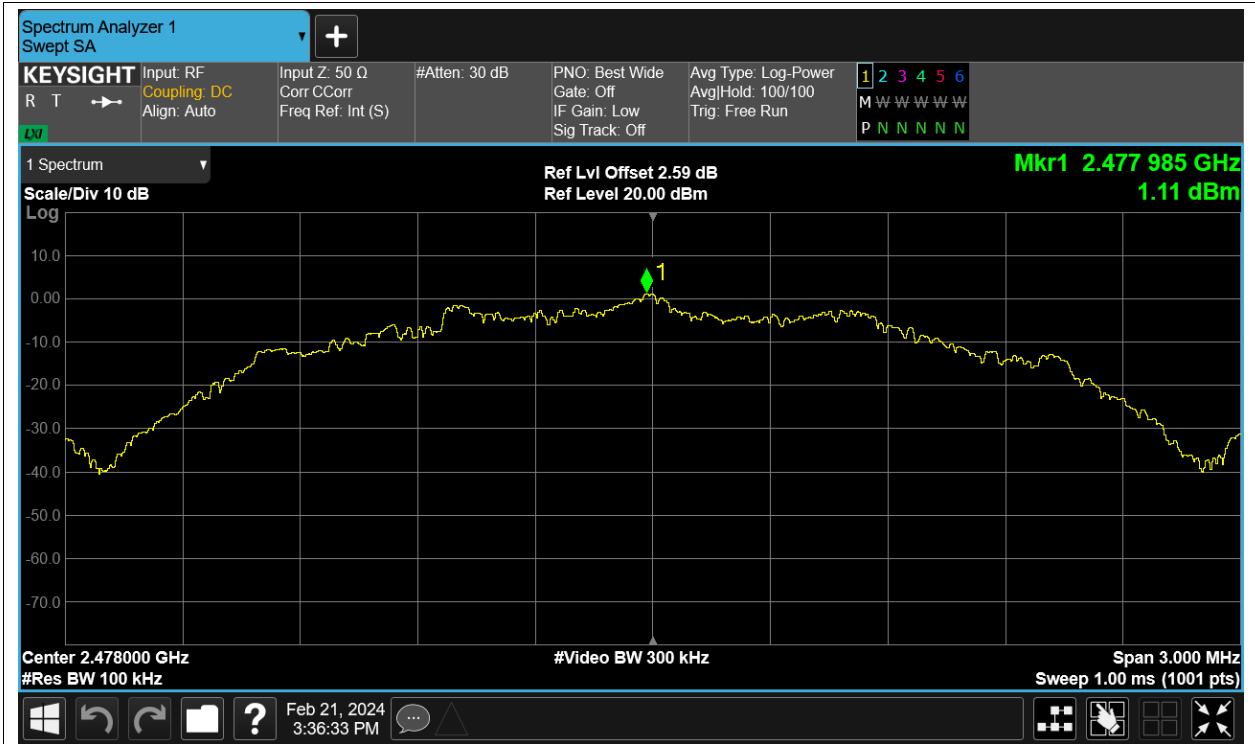 Spectrum Analyzer 1
Swept SA
KEYSIGHT
R T
LXI
Input: RF
Coupling: DC
Align: Auto
Input Z: 50 Ω
Corr CCorr
Freq Ref: Int (S)
#Atten: 30 dB
PNO: Best Wide
Gate: Off
IF Gain: Low
Sig Track: Off
Avg Type: Log-Power
Avg|Hold: 100/100
Trig: Free Run
1 2 3 4 5 6
M W W W W W W
P N N N N N
1 Spectrum
Scale/Div 10 dB
Ref Lvl Offset 2.59 dB
Ref Level 20.00 dBm
Mkr1 2.477 985 GHz
1.11 dBm
Log
10.0
0.00
-10.0
-20.0
-30.0
-40.0
-50.0
-60.0
-70.0
1
Center 2.478000 GHz
#Res BW 100 kHz
#Video BW 300 kHz
Span 3.000 MHz
Sweep 1.00 ms (1001 pts)
?
Feb 21, 2024
3:36:33 PM